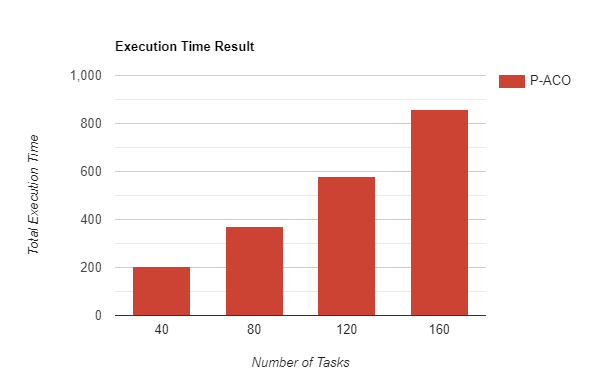 Execution Time Result
1,000
800
600
400
200
0
Total Execution Time
40 80 120 160
Number of Tasks
P-ACO